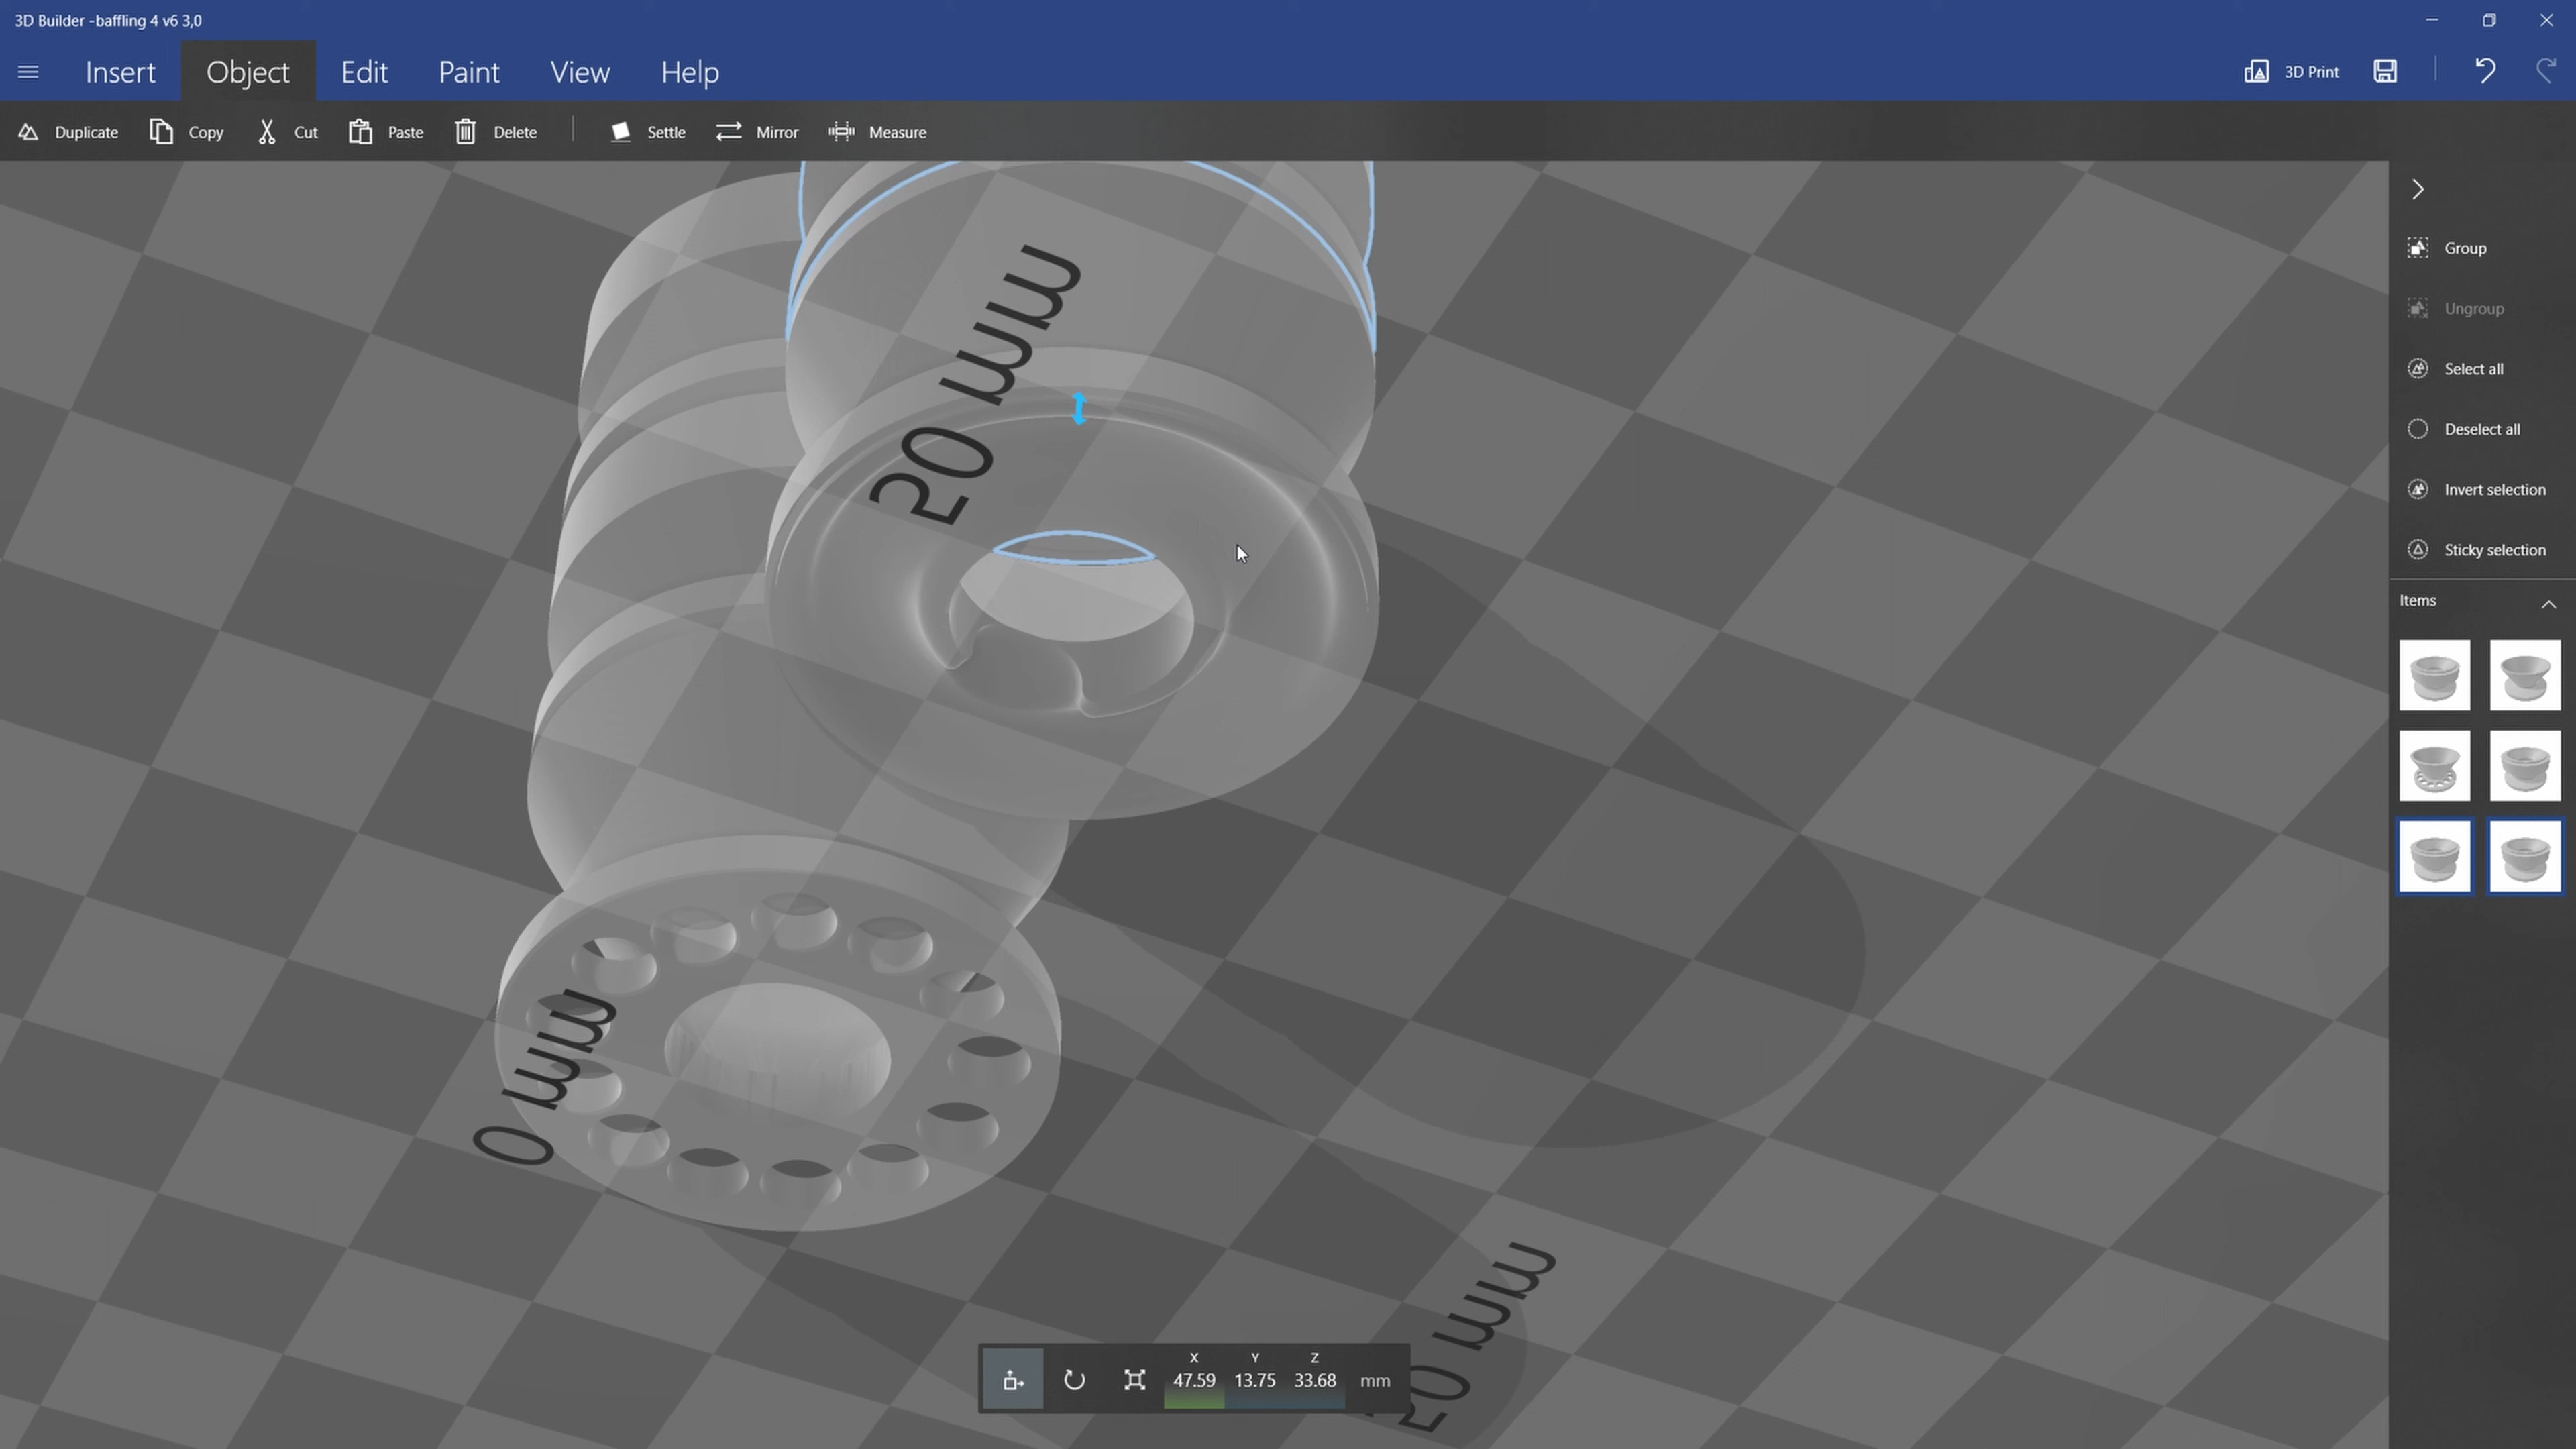 3D Builder -baffling 4 v6 3,0
Insert Object Edit Paint View Help
3D Print
Duplicate Copy Cut Paste Delete Settle Mirror Measure
Group
Ungroup
Select all
Deselect all
Invert selection
Sticky selection
Items
20 mm
0 mm
50 mm
X Y Z
47.59 13.75 33.68 mm